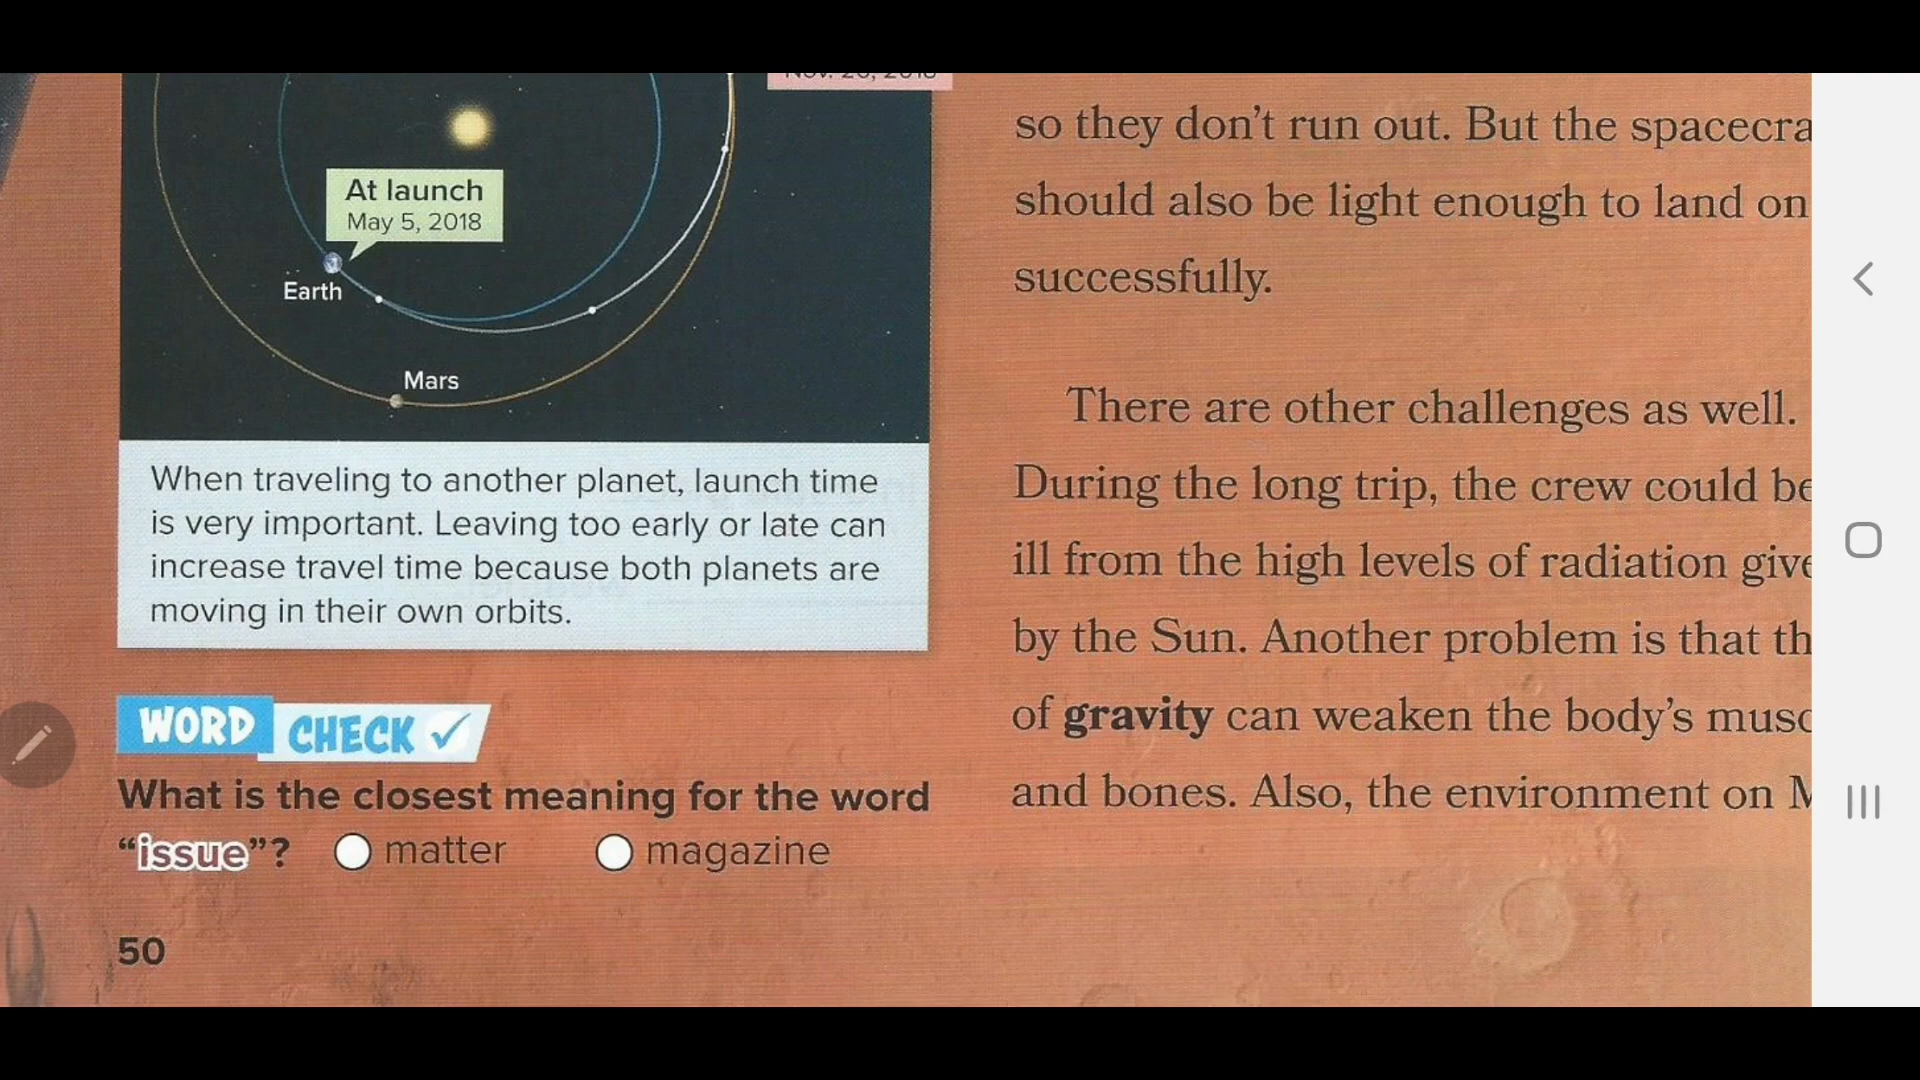 At launch
May 5, 2018
Earth
Mars
When traveling to another planet, launch time
is very important. Leaving too early or late can
increase travel time because both planets are
moving in their own orbits.
WORD CHECK
What is the closest meaning for the word
“issue”? matter magazine
50
so they don’t run out. But the
should also be light enough to land on
successfully.
There are other challenges as well.
During the long trip, the crew could
ill from the high levels of radiation
by the Sun. Another problem is that
of gravity can weaken the body’s
and bones. Also, the environment on